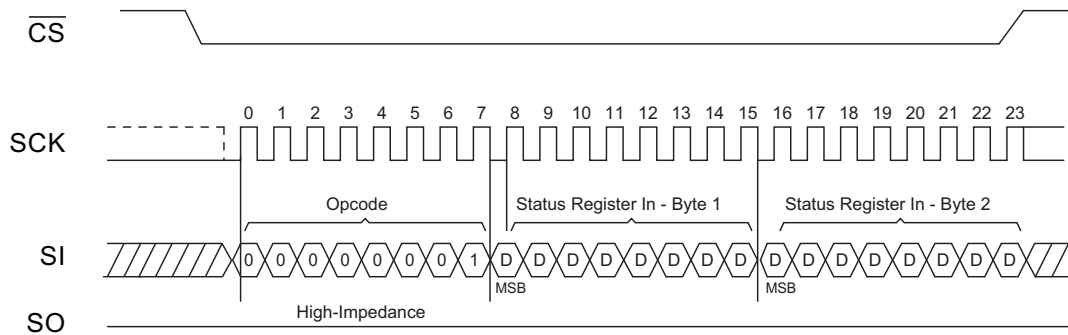 CS
0 1 2 3 4 5 6 7 8 9 10 11 12 13 14 15 16 17 18 19 20 21 22 23
SCK
Opcode Status Register In - Byte 1 Status Register In - Byte 2
SI 0 0 0 0 0 0 0 1 D D D D D D D D D D D D D D D D
MSB MSB
High-Impedance
SO